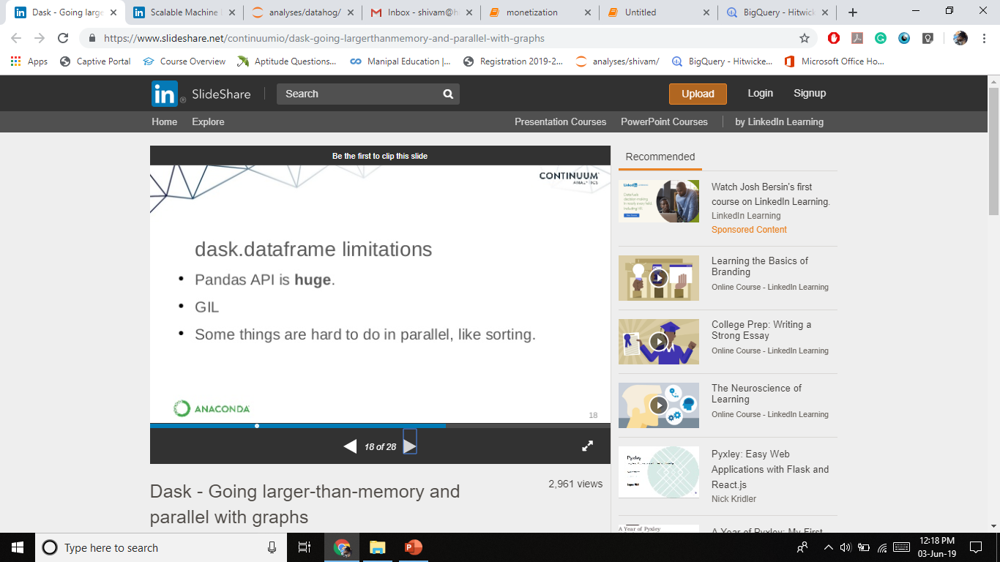 Dask - Going large
Scalable Machine
analyses/datahog/
Inbox - shivam@h
monetization
Untitled
BigQuery - Hitwick
https://www.slideshare.net/continuumio/dask-going-largerthanmemory-and-parallel-with-graphs
Apps
Captive Portal
Course Overview
Aptitude Questions...
Manipal Education |...
Registration 2019-2...
analyses/shivam/
BigQuery - Hitwicke...
Microsoft Office Ho...
in
SlideShare
Search
Upload
Login
Signup
Home
Explore
Presentation Courses
PowerPoint Courses
by LinkedIn Learning
Be the first to clip this slide
CONTINUUM
ANALYTICS
dask.dataframe limitations
• Pandas API is huge.
• GIL
• Some things are hard to do in parallel, like sorting.
ANACONDA
18
18 of 28
Dask - Going larger-than-memory and
parallel with graphs
2,961 views
Recommended
Watch Josh Bersin's first
course on LinkedIn Learning.
LinkedIn Learning
Sponsored Content
Learning the Basics of
Branding
Online Course - LinkedIn Learning
College Prep: Writing a
Strong Essay
Online Course - LinkedIn Learning
The Neuroscience of
Learning
Online Course - LinkedIn Learning
Pyxley
Pyxley: Easy Web
Applications with Flask and
React.js
Nick Kridler
A Year of Pyxley
A Year of Pyxley: My First
Type here to search
12:18 PM
03-Jun-19